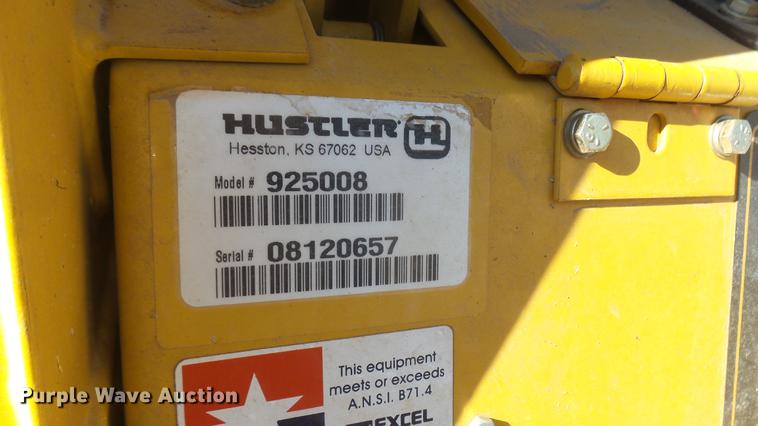 HUSTLER H
Hesston, KS 67062 USA
Model # 925008
Serial # 08120657
This equipment
meets or exceeds
A.N.S.I. B71.4
EXCEL
Purple Wave Auction